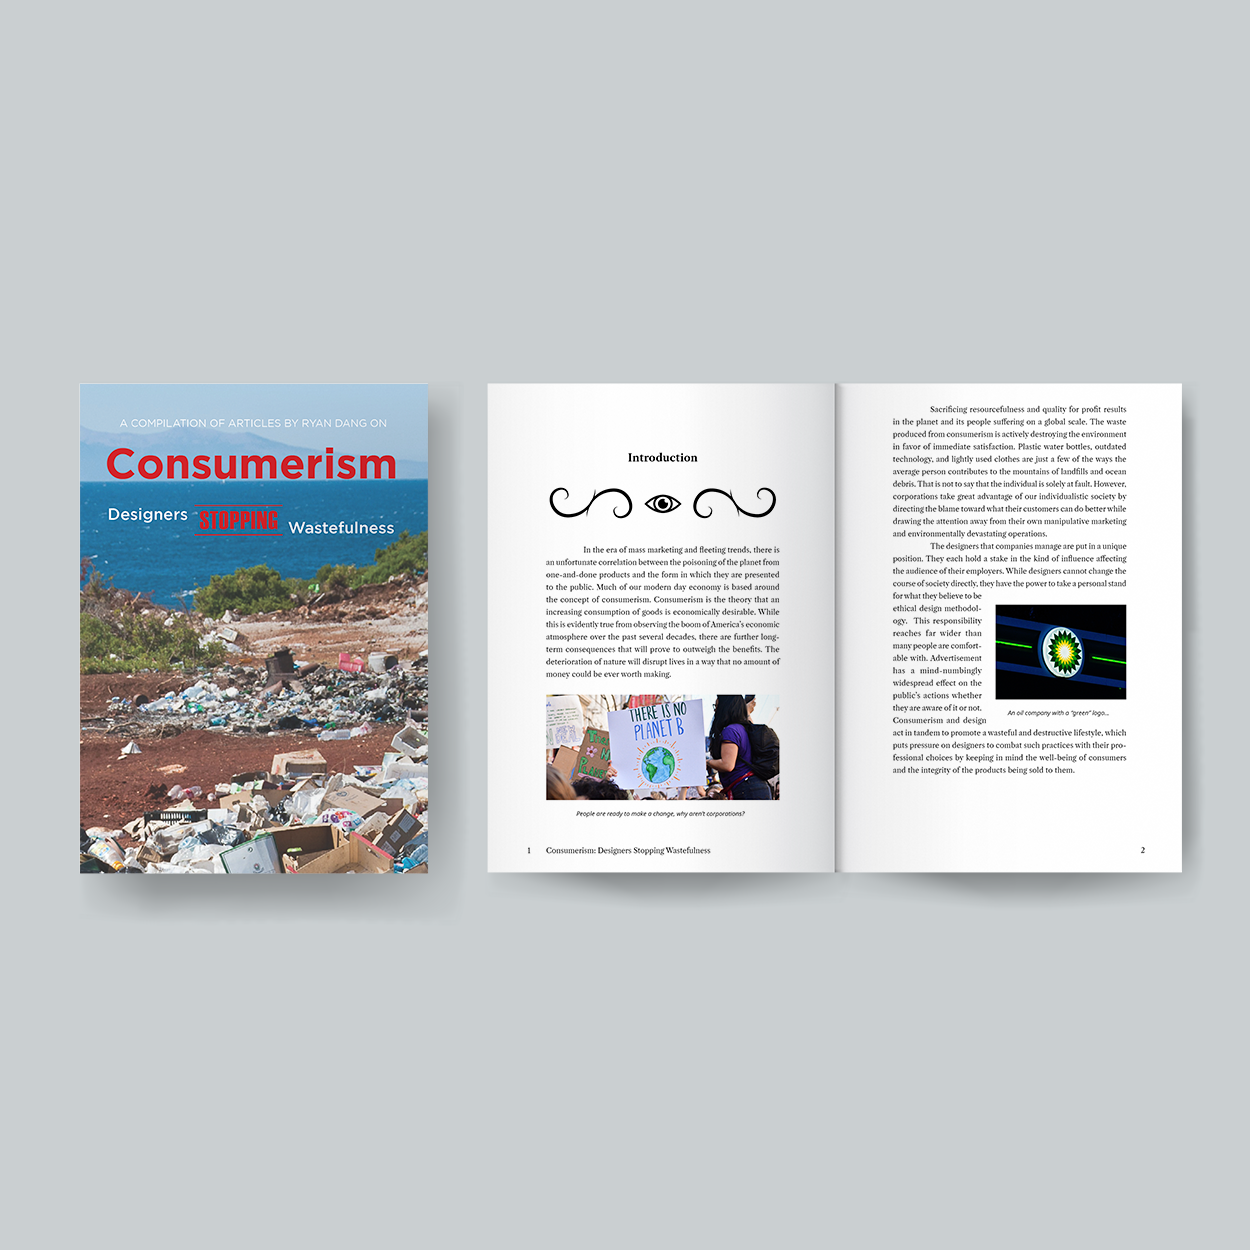 A COMPILATION OF ARTICLES BY RYAN DANG ON
Consumerism
Designers STOPPING Wastefulness
Introduction
In the era of mass marketing and fleeting trends, there is
an unfortunate correlation between the poisoning of the planet from
one-and-done products and the form in which they are presented
to the public. Much of our modern day economy is based around
the concept of consumerism. Consumerism is the theory that an
increasing consumption of goods is economically desirable. While
this is evidently true from observing the boom of America's economic
atmosphere over the past several decades, there are further long-
term consequences that will prove to outweigh the benefits. The
deterioration of nature will disrupt lives in a way that no amount of
money could be ever worth making.
THERE IS NO
PLANET B
People are ready to make a change, why aren't corporations?
1 Consumerism: Designers Stopping Wastefulness
Sacrificing resourcefulness and quality for profit results
in the planet and its people suffering on a global scale. The waste
produced from consumerism is actively destroying the environment
in favor of immediate satisfaction. Plastic water bottles, outdated
technology, and lightly used clothes are just a few of the ways the
average person contributes to the mountains of landfills and ocean
debris. That is not to say that the individual is solely at fault. However,
corporations take great advantage of our individualistic society by
directing the blame toward what their customers can do better while
drawing the attention away from their own manipulative marketing
and environmentally devastating operations.
The designers that companies manage are put in a unique
position. They each hold a stake in the kind of influence affecting
the audience of their employers. While designers cannot change the
course of society directly, they have the power to take a personal stand
for what they believe to be
ethical design methodol-
ogy. This responsibility
reaches far wider than
many people are comfort-
able with. Advertisement
has a mind-numbingly
widespread effect on the
public's actions whether
they are aware of it or not.
Consumerism and design
act in tandem to promote a wasteful and destructive lifestyle, which
puts pressure on designers to combat such practices with their pro-
fessional choices by keeping in mind the well-being of consumers
and the integrity of the products being sold to them.
An oil company with a "green" logo...
2